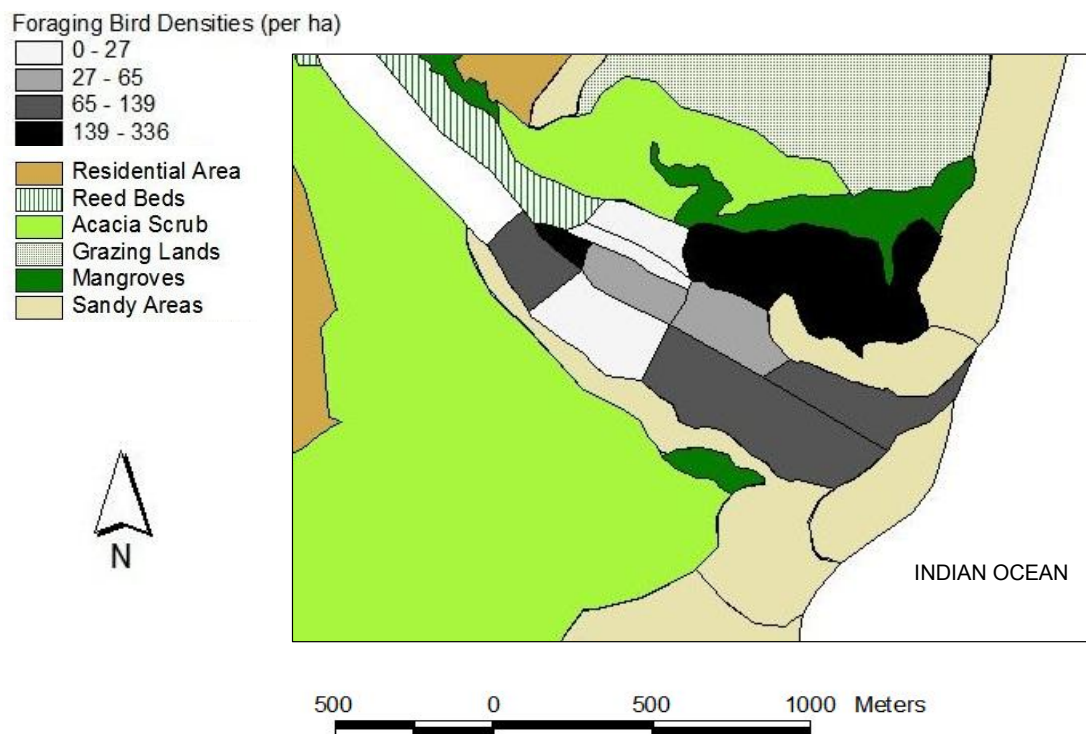 Foraging Bird Densities (per ha)
0 - 27
27 - 65
65 - 139
139 - 336
Residential Area
Reed Beds
Acacia Scrub
Grazing Lands
Mangroves
Sandy Areas
N
INDIAN OCEAN
500 0 500 1000 Meters